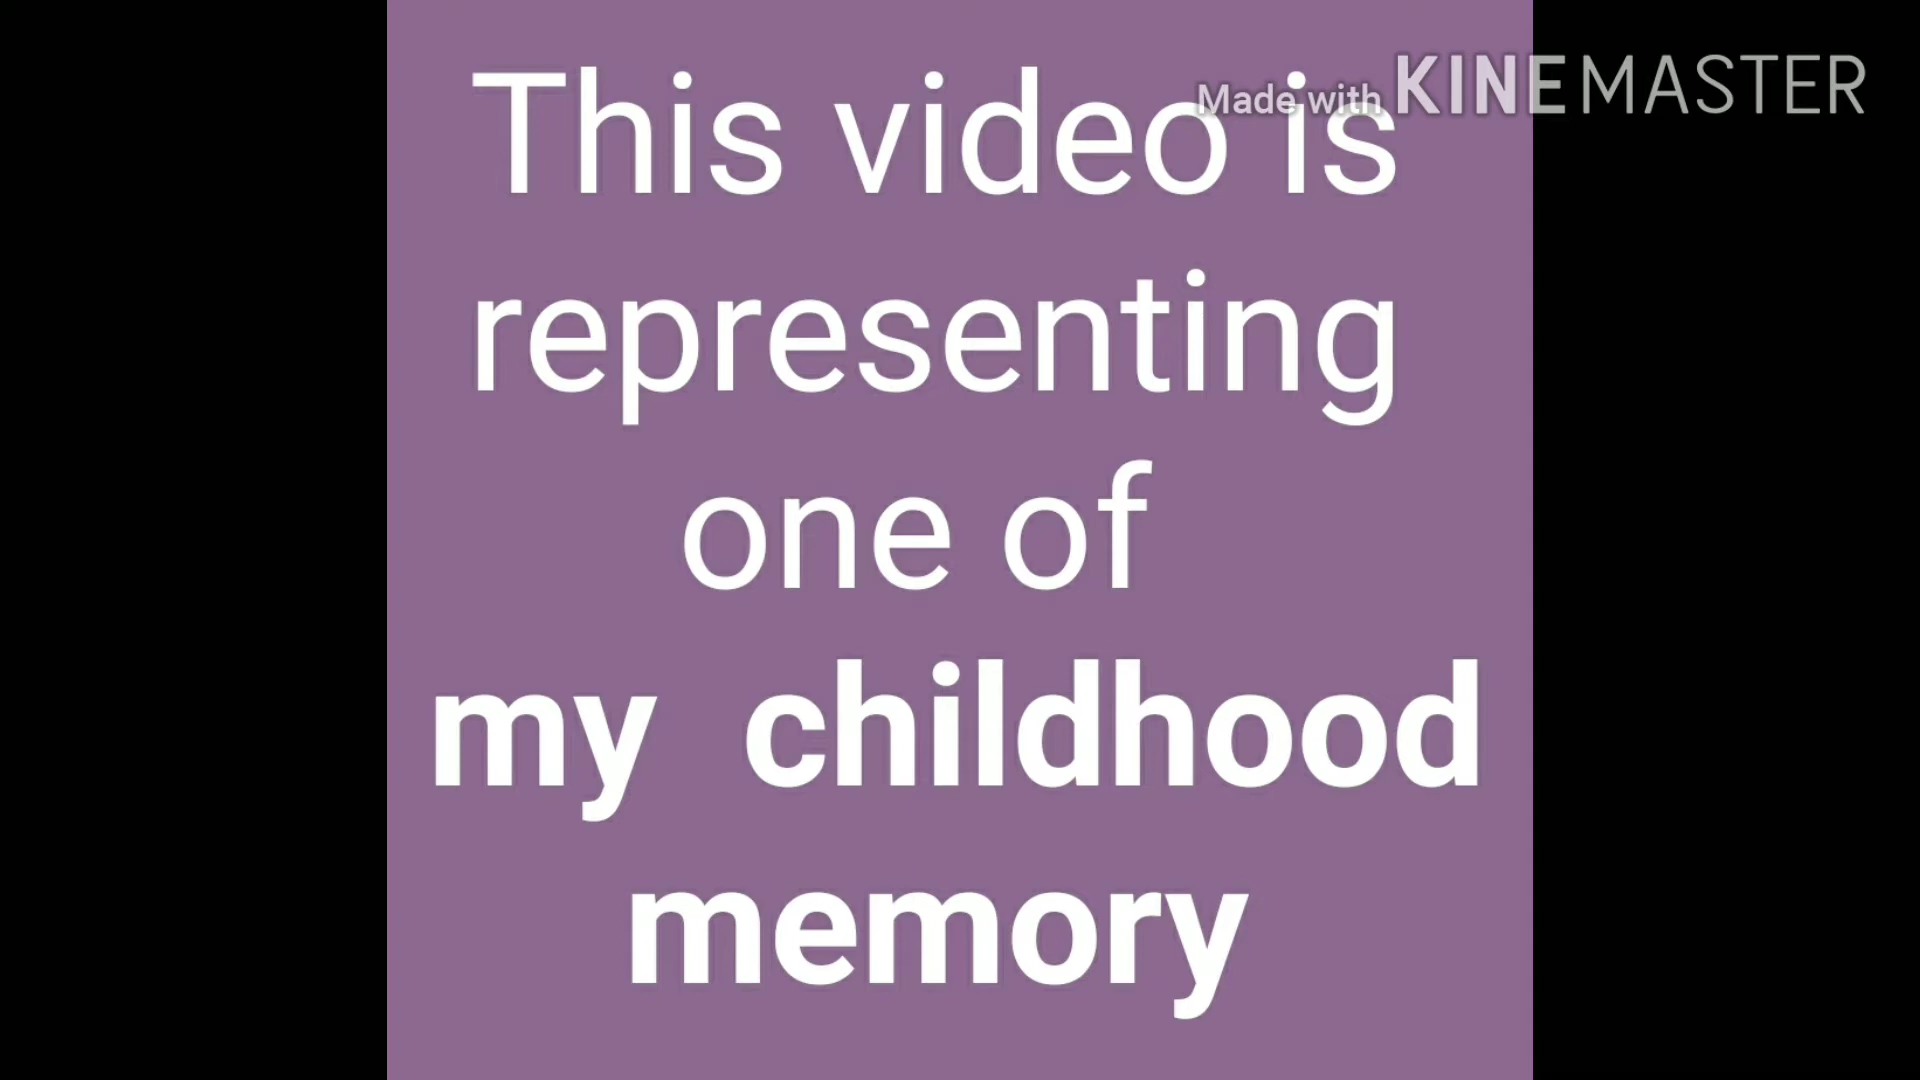 This video is
Made with KINEMASTER
representing
one of
my childhood
memory